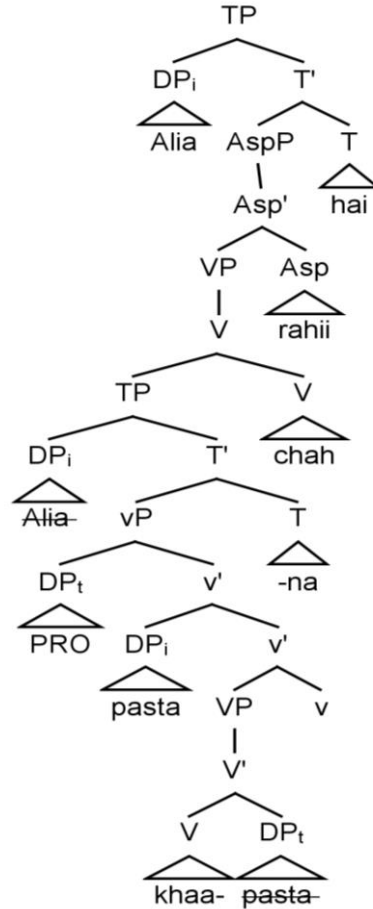 TP
DPᵢ T'
Alia AspP T
Asp' hai
VP Asp
V rahii
TP V
DPᵢ T' chah
Alia vP T
DPₜ v' -na
PRO DPᵢ v'
pasta VP v
V'
V DPₜ
khaa- pasta